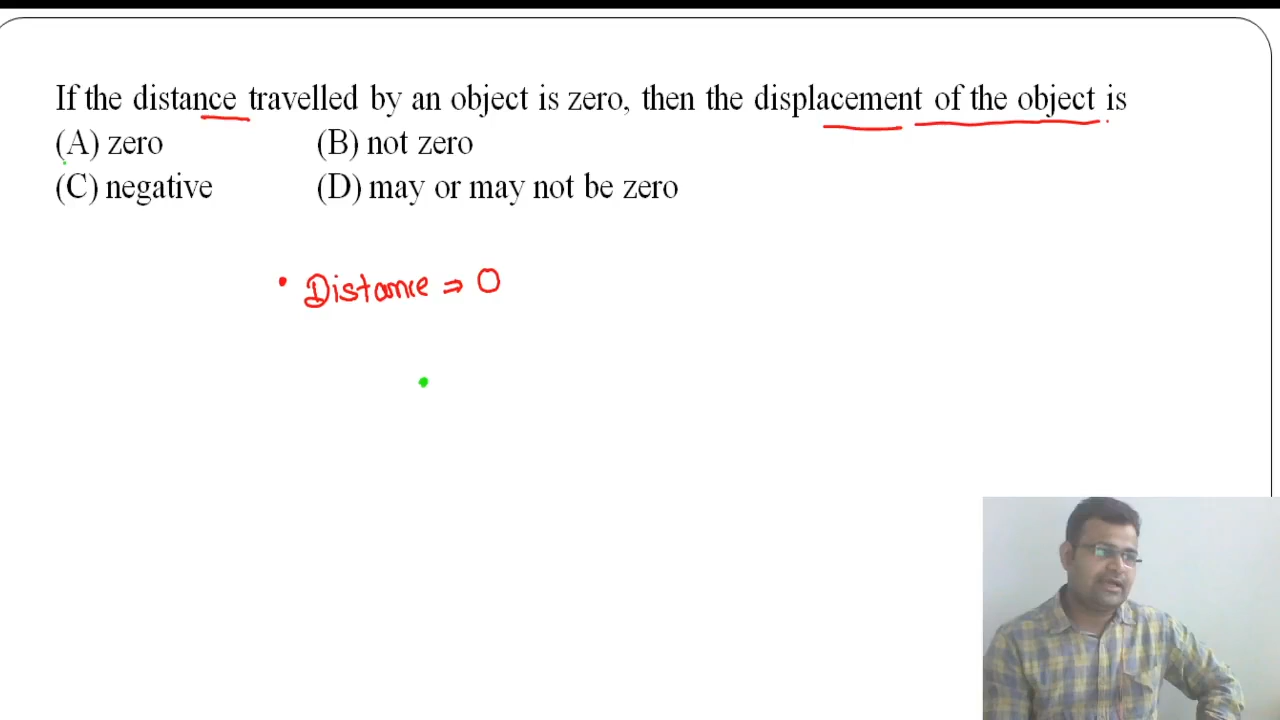 If the distance travelled by an object is zero, then the displacement of the object is
(A) zero (B) not zero
(C) negative (D) may or may not be zero
• Distance ⇒ 0